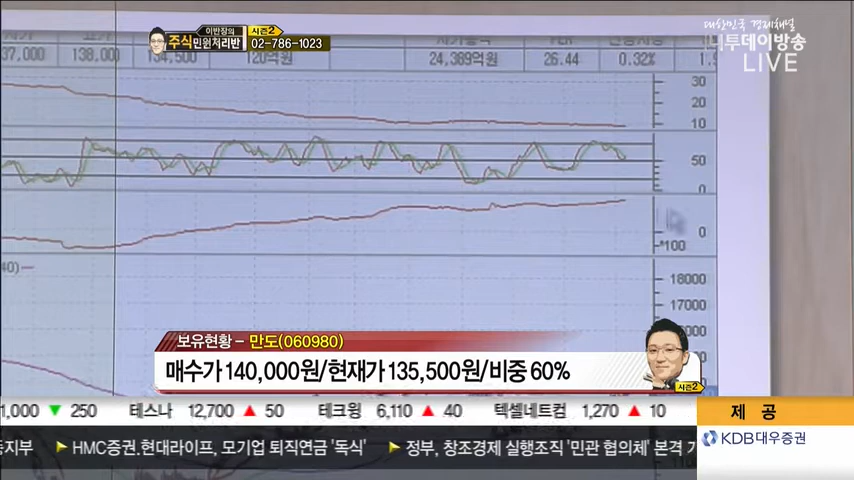 이반장의
시즌2
주식민원처리반
02-786-1023
대한민국 경제채널
머니투데이방송
LIVE
37,000
138,000
134,500
120억원
24,369억원
26.44
0.32%
30
20
10
50
0
0
*100
18000
17000
40)
보유현황 - 만도(060980)
매수가 140,000원/현재가 135,500원/비중 60%
시즌2
1,000 ▼ 250 테스나 12,700 ▲ 50 테크윙 6,110 ▲ 40 텍셀네트컴 1,270 ▲ 10
제 공
HMC증권.현대라이프, 모기업 퇴직연금 '독식' ▶ 정부, 창조경제 실행조직 '민관 협의체' 본격
KDB대우증권